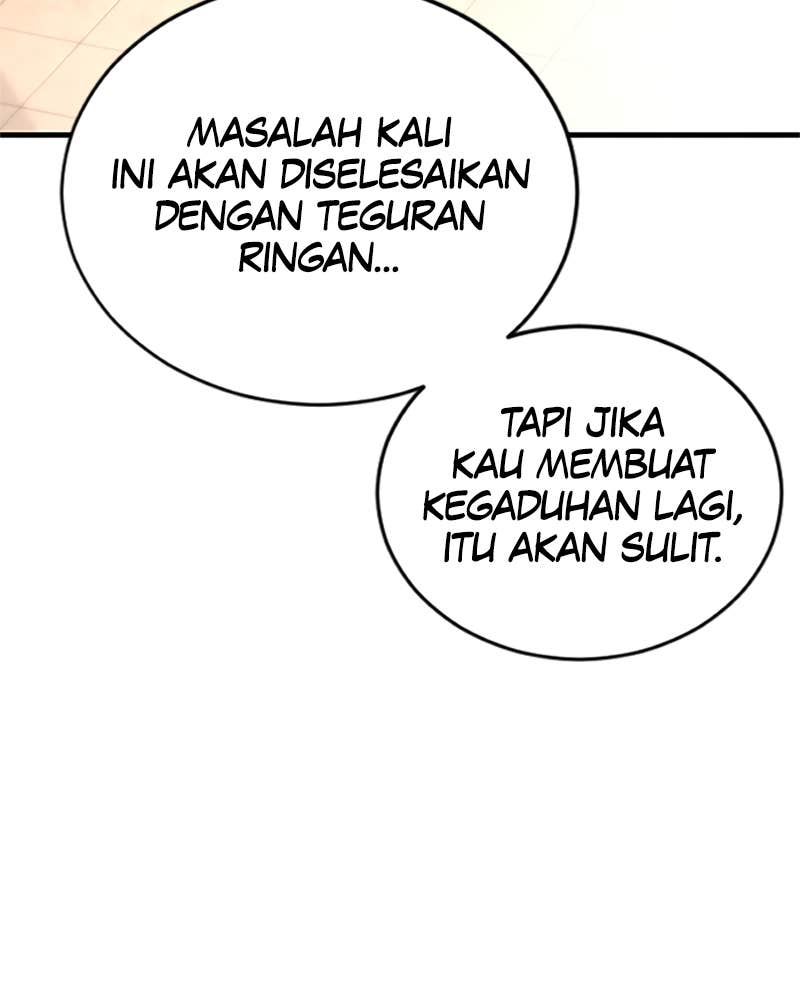 MASALAH KALI
INI AKAN DISELESAIKAN
DENGAN TEGURAN
RINGAN...
TAPI JIKA
KAU MEMBUAT
KEGADUHAN LAGI,
ITU AKAN SULIT.